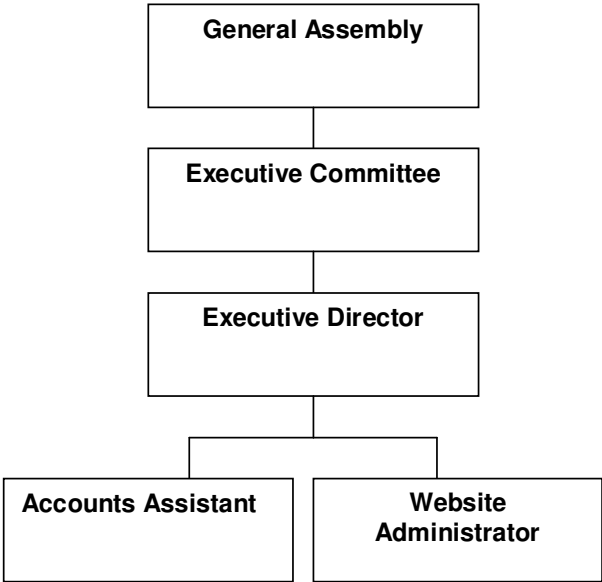 General Assembly
Executive Committee
Executive Director
Accounts Assistant
Website
Administrator